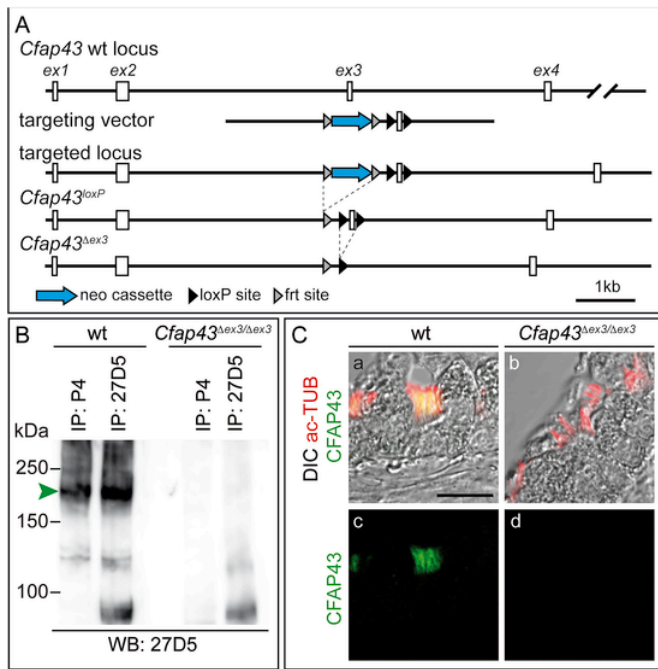 A
Cfap43 wt locus
ex1 ex2 ex3 ex4
targeting vector
targeted locus
Cfap43loxP
Cfap43Δex3
neo cassette loxP site frt site 1kb
B
wt Cfap43Δex3/Δex3
IP: P4 IP: 27D5 IP: P4 IP: 27D5
kDa
250
150
100
WB: 27D5
C
wt Cfap43Δex3/Δex3
DIC ac-TUB
CFAP43
a b
CFAP43
c d